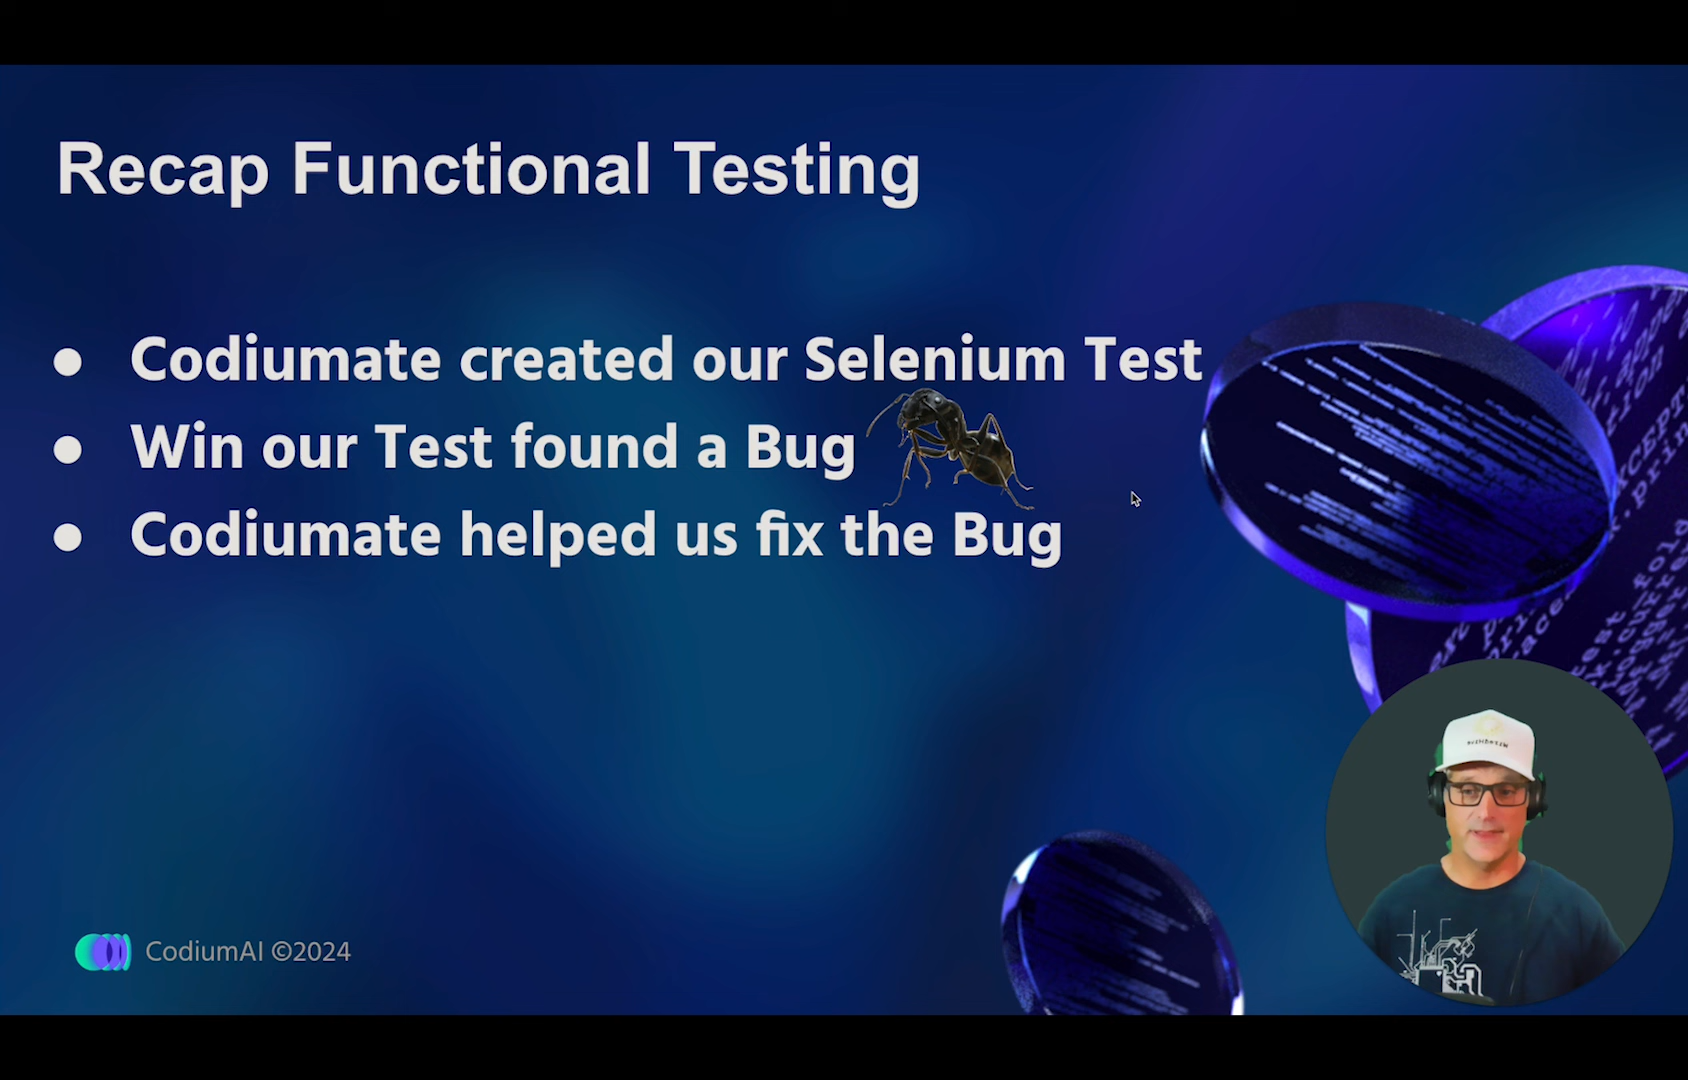 Recap Functional Testing
● Codiumate created our Selenium Test
● Win our Test found a Bug
● Codiumate helped us fix the Bug
CodiumAI ©2024